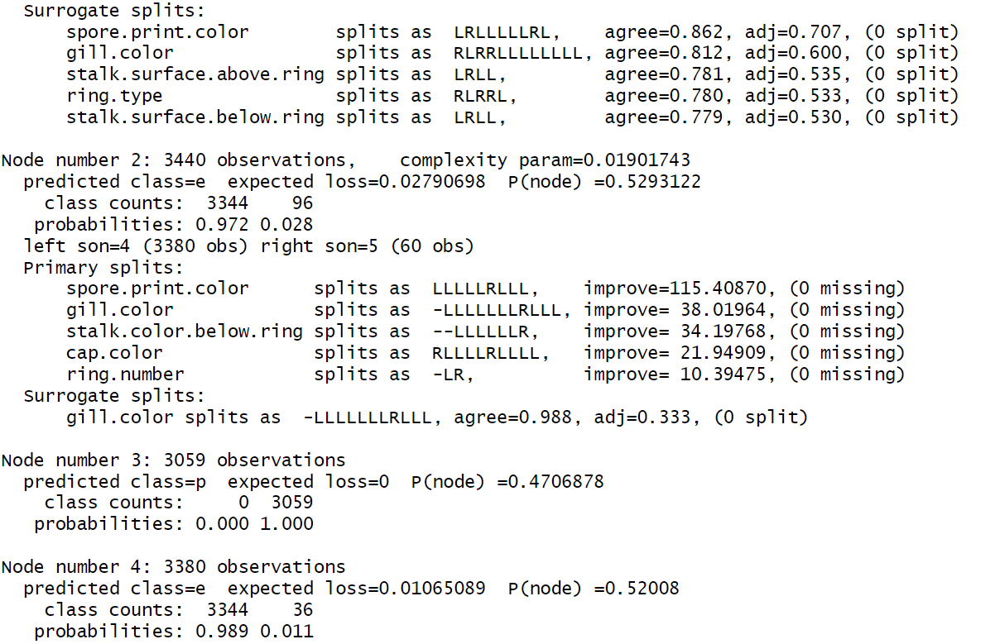 Surrogate splits:
spore.print.color splits as LRLLLLLRL, agree=0.862, adj=0.707, (0 split)
gill.color splits as RLRRLLLLLLLL, agree=0.812, adj=0.600, (0 split)
stalk.surface.above.ring splits as LRLL, agree=0.781, adj=0.535, (0 split)
ring.type splits as RLRRL, agree=0.780, adj=0.533, (0 split)
stalk.surface.below.ring splits as LRLL, agree=0.779, adj=0.530, (0 split)
Node number 2: 3440 observations, complexity param=0.01901743
predicted class=e expected loss=0.02790698 P(node) =0.5293122
class counts: 3344 96
probabilities: 0.972 0.028
left son=4 (3380 obs) right son=5 (60 obs)
Primary splits:
spore.print.color splits as LLLLLRLLL, improve=115.40870, (0 missing)
gill.color splits as -LLLLLLLRLLL, improve= 38.01964, (0 missing)
stalk.color.below.ring splits as --LLLLLLR, improve= 34.19768, (0 missing)
cap.color splits as RLLLLRLLLL, improve= 21.94909, (0 missing)
ring.number splits as -LR, improve= 10.39475, (0 missing)
Surrogate splits:
gill.color splits as -LLLLLLLRLLL, agree=0.988, adj=0.333, (0 split)
Node number 3: 3059 observations
predicted class=p expected loss=0 P(node) =0.4706878
class counts: 0 3059
probabilities: 0.000 1.000
Node number 4: 3380 observations
predicted class=e expected loss=0.01065089 P(node) =0.52008
class counts: 3344 36
probabilities: 0.989 0.011